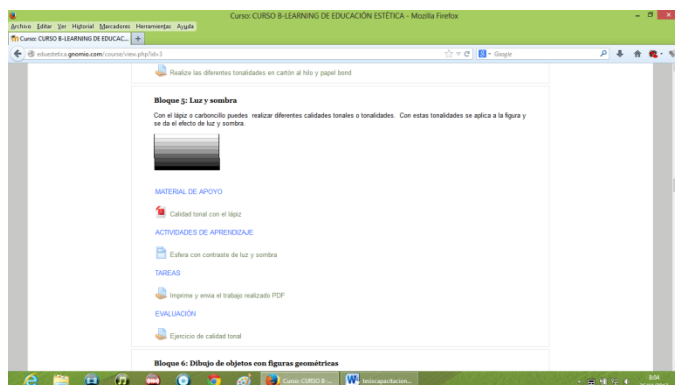 Curso: CURSO B-LEARNING DE EDUCACIÓN ESTÉTICA - Mozilla Firefox
Archivo Editar Ver Historial Marcadores Herramientas Ayuda
Curso: CURSO B-LEARNING DE EDUCAC...
eduestetica.gnomio.com/course/view.php?id=3
Google
Realize las diferentes tonalidades en cartón al hilo y papel bond
Bloque 5: Luz y sombra
Con el lápiz o carboncillo puedes realizar diferentes calidades tonales o tonalidades. Con estas tonalidades se aplica a la figura y
se da el efecto de luz y sombra.
MATERIAL DE APOYO
Calidad tonal con el lápiz
ACTIVIDADES DE APRENDIZAJE
Esfera con contraste de luz y sombra
TAREAS
Imprime y envia el trabajo realizado PDF
EVALUACIÓN
Ejercicio de calidad tonal
Bloque 6: Dibujo de objetos con figuras geométricas
Curso: CURSO B-...
tesiscapacitacion...
8:04